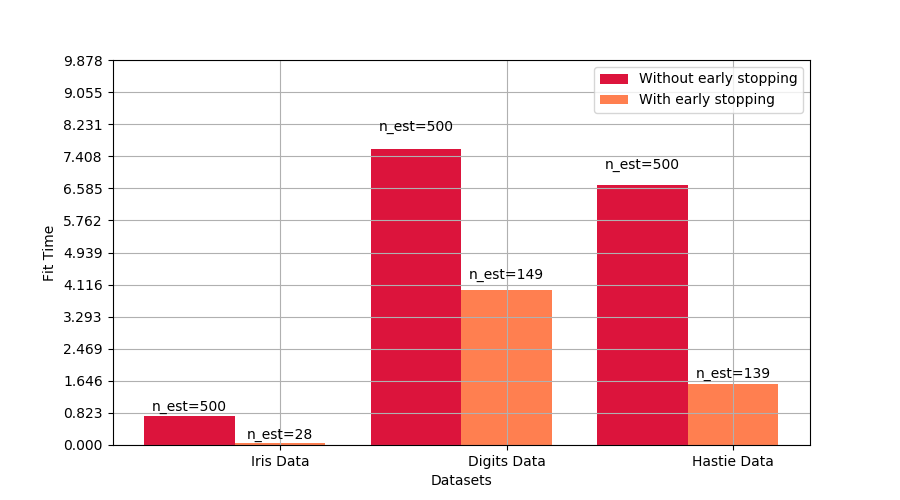 9.878
9.055
8.231
7.408
6.585
5.762
4.939
4.116
3.293
2.469
1.646
0.823
0.000
Fit Time
Without early stopping
With early stopping
n_est=500
n_est=28
n_est=500
n_est=149
n_est=500
n_est=139
Iris Data
Digits Data
Hastie Data
Datasets